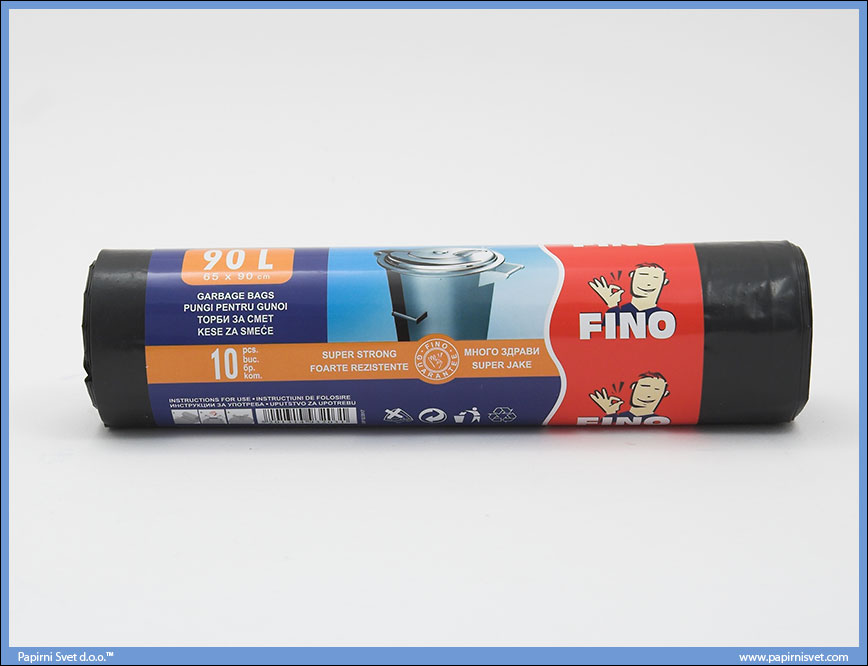 90 L
65 x 90 cm
GARBAGE BAGS
PUNGI PENTRU GUNOI
ТОРБИ ЗА СМЕТ
KESE ZA SMEĆE
10 pcs.
buc.
бр.
kom.
SUPER STRONG
FOARTE REZISTENTE
FINO
GUARANTEE
МНОГО ЗДРАВИ
SUPER JAKE
INSTRUCTIONS FOR USE • INSTRUCŢIUNI DE FOLOSIRE
ИНСТРУКЦИИ ЗА УПОТРЕБА • UPUTSTVO ZA UPOTREBU
FINO
FINO
FINO
Papirni Svet d.o.o.™
www.papirnisvet.com